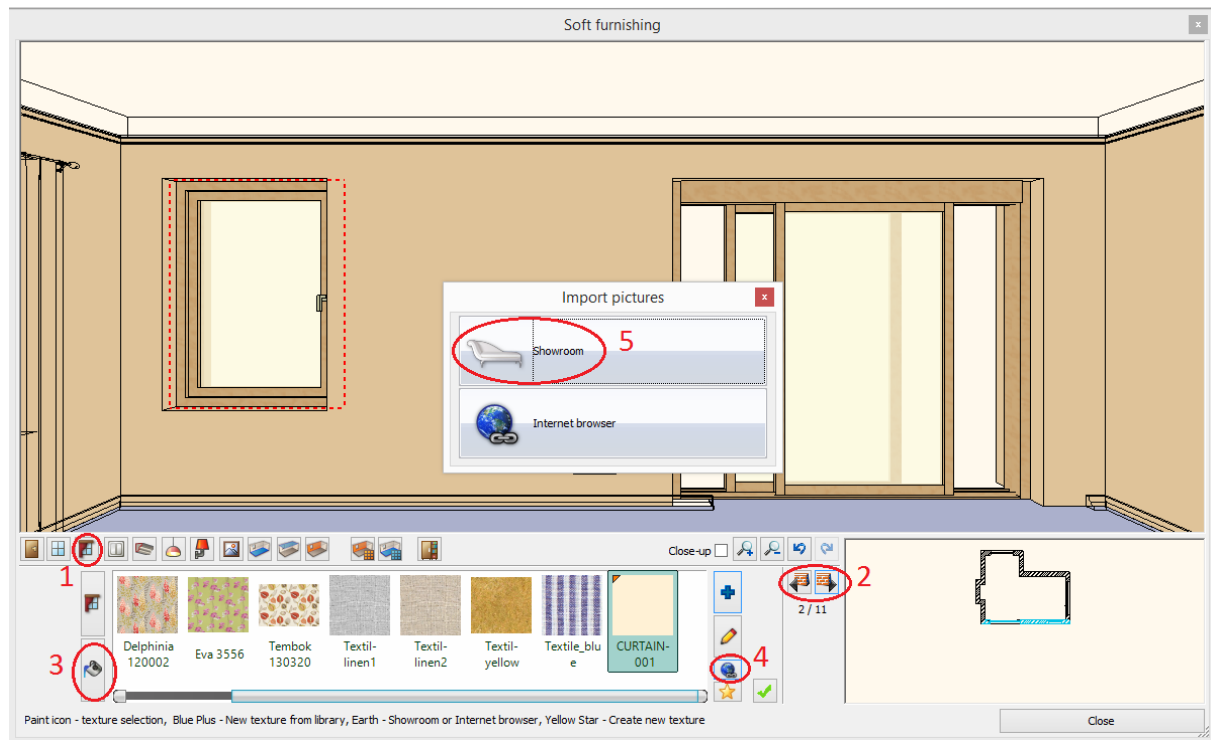 Soft furnishing
x
Import pictures
x
Showroom
5
Internet browser
Close-up
1
2
2 / 11
3
Delphinia
120002
Eva 3556
Tembok
130320
Textil-
linen1
Textil-
linen2
Textil-
yellow
Textile_blu
e
CURTAIN-
001
4
Paint icon - texture selection, Blue Plus - New texture from library, Earth - Showroom or Internet browser, Yellow Star - Create new texture
Close